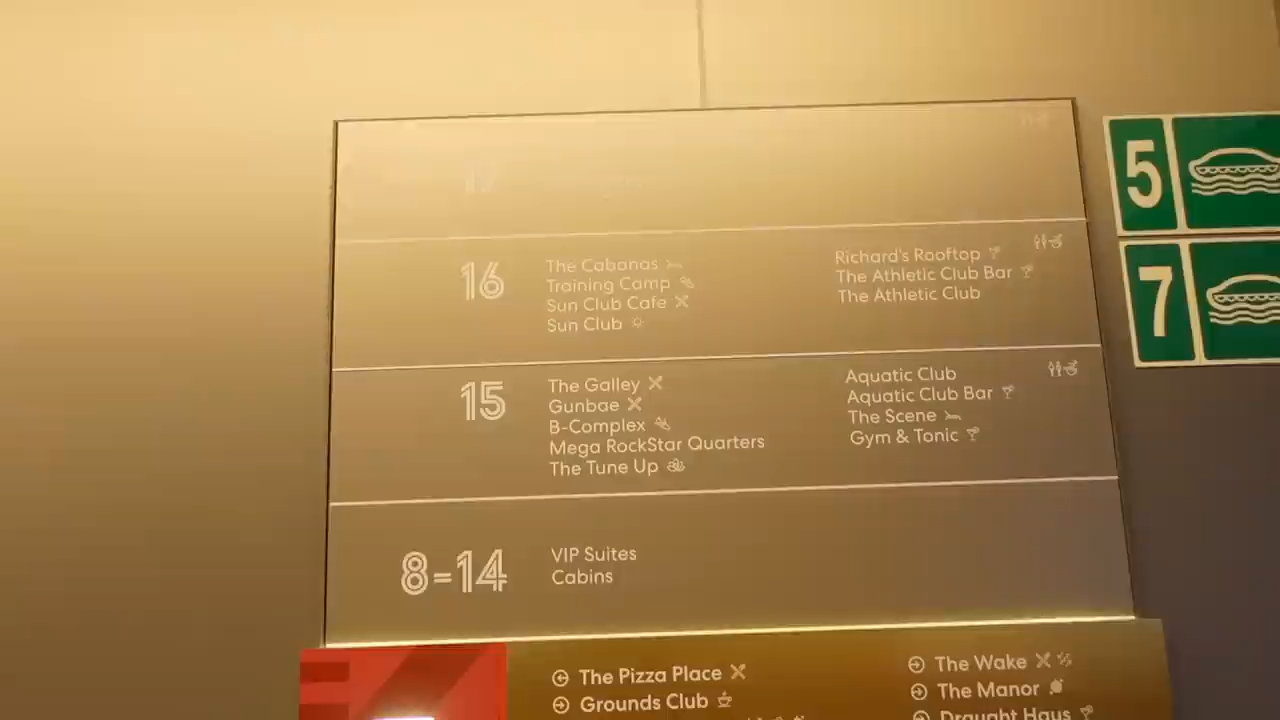 17
16
The Cabanas
Training Camp
Sun Club Cafe
Sun Club
Richard's Rooftop
The Athletic Club Bar
The Athletic Club
15
The Galley
Gunbae
B-Complex
Mega RockStar Quarters
The Tune Up
Aquatic Club
Aquatic Club Bar
The Scene
Gym & Tonic
8-14
VIP Suites
Cabins
The Pizza Place
Grounds Club
The Wake
The Manor
Draught Haus
5
7